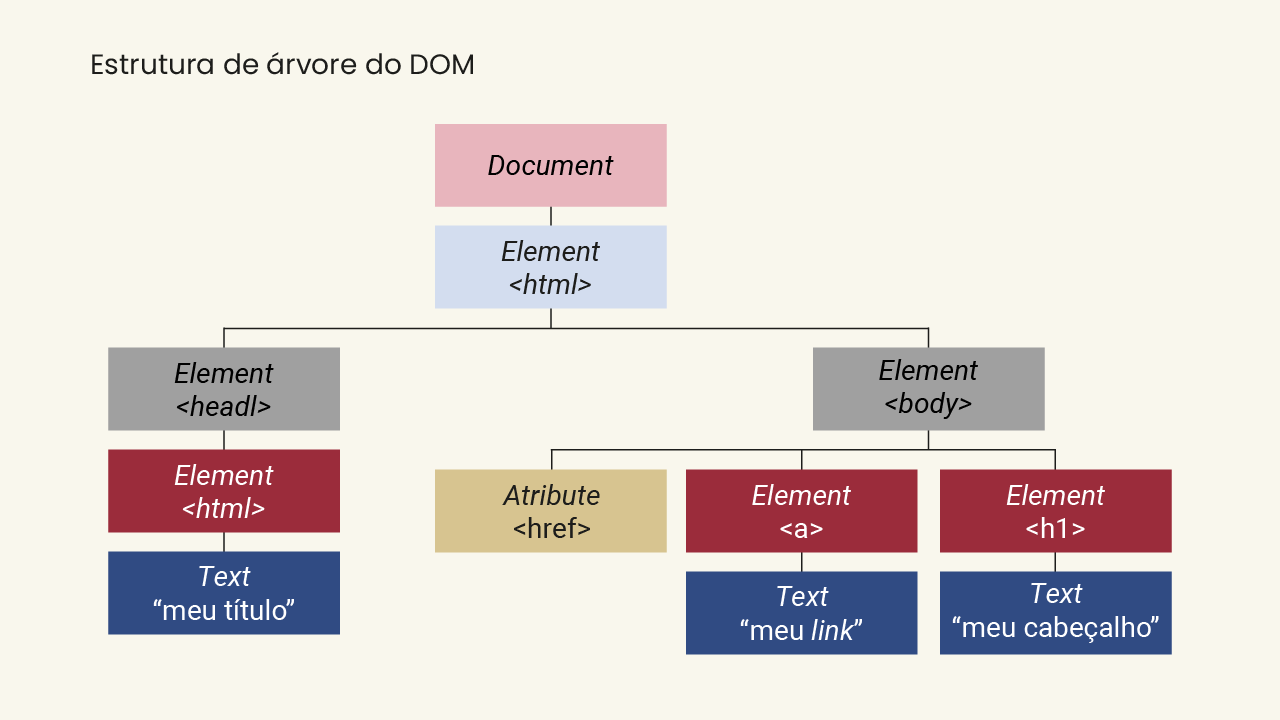 Estrutura de árvore do DOM
Document
Element
<html>
Element
<headl>
Element
<body>
Element
<html>
Text
“meu título”
Atribute
<href>
Element
<a>
Element
<h1>
Text
“meu link”
Text
“meu cabeçalho”